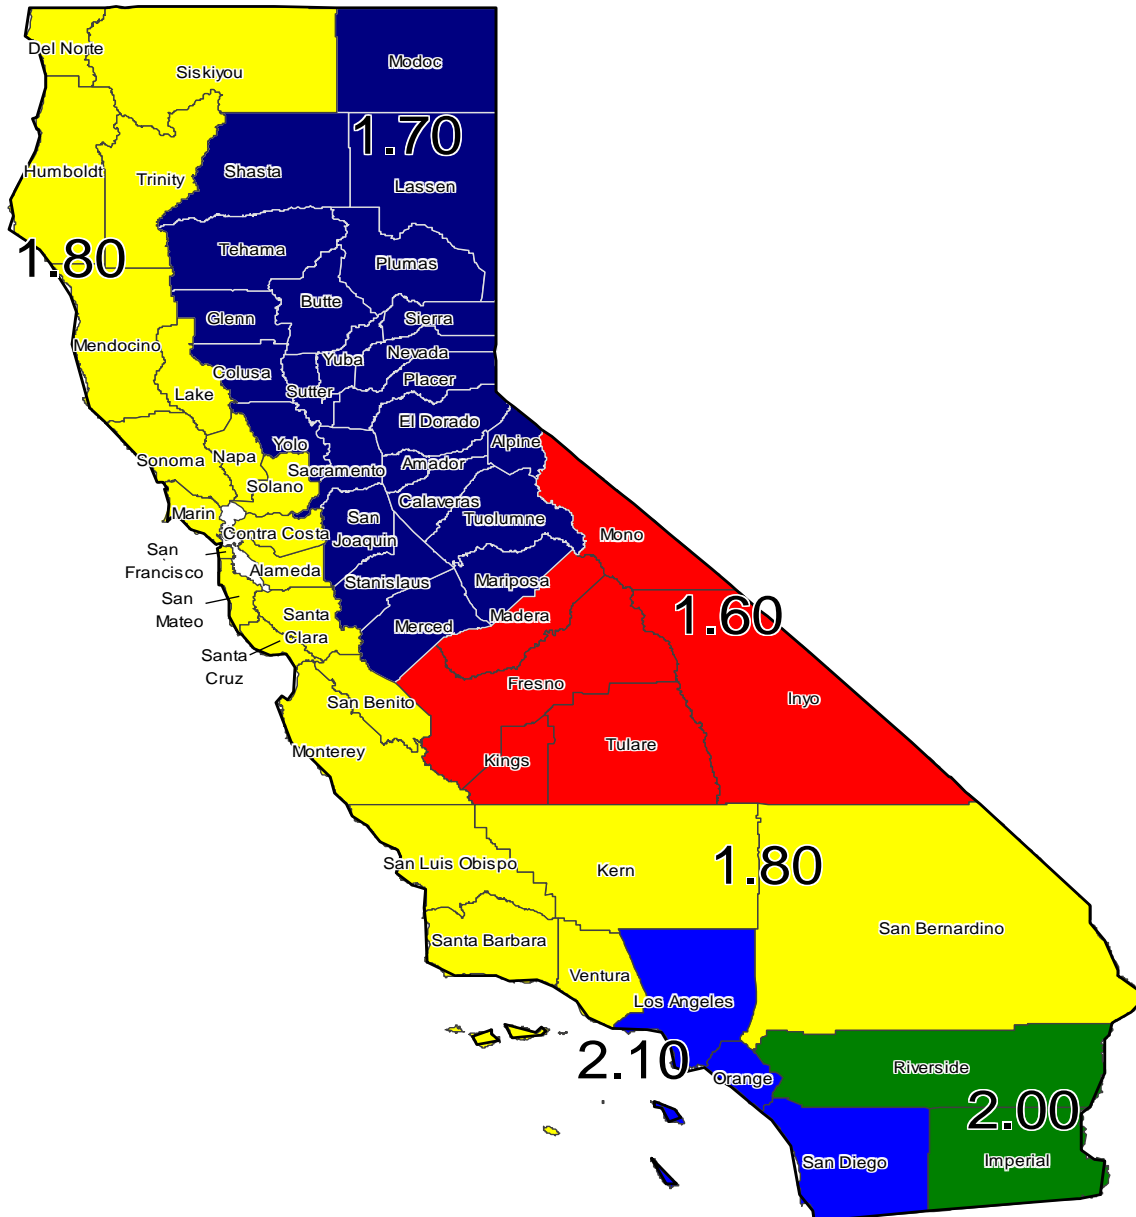 Del Norte
Siskiyou
Modoc
1.70
Shasta
Lassen
Humboldt
Trinity
1.80
Tehama
Plumas
Butte
Glenn
Sierra
Mendocino
Yuba
Nevada
Colusa
Placer
Lake
Sutter
El Dorado
Alpine
Yolo
Napa
Sonoma
Sacramento
Amador
Solano
Calaveras
Marin
San
Joaquin
Tuolumne
Contra Costa
Mono
San
Francisco
Alameda
Stanislaus
Mariposa
San
Mateo
Santa
Clara
Merced
Madera
1.60
Santa
Cruz
Fresno
Inyo
San Benito
Monterey
Kings
Tulare
San Luis Obispo
Kern
1.80
San Bernardino
Santa Barbara
Ventura
Los Angeles
2.10
Orange
Riverside
2.00
San Diego
Imperial